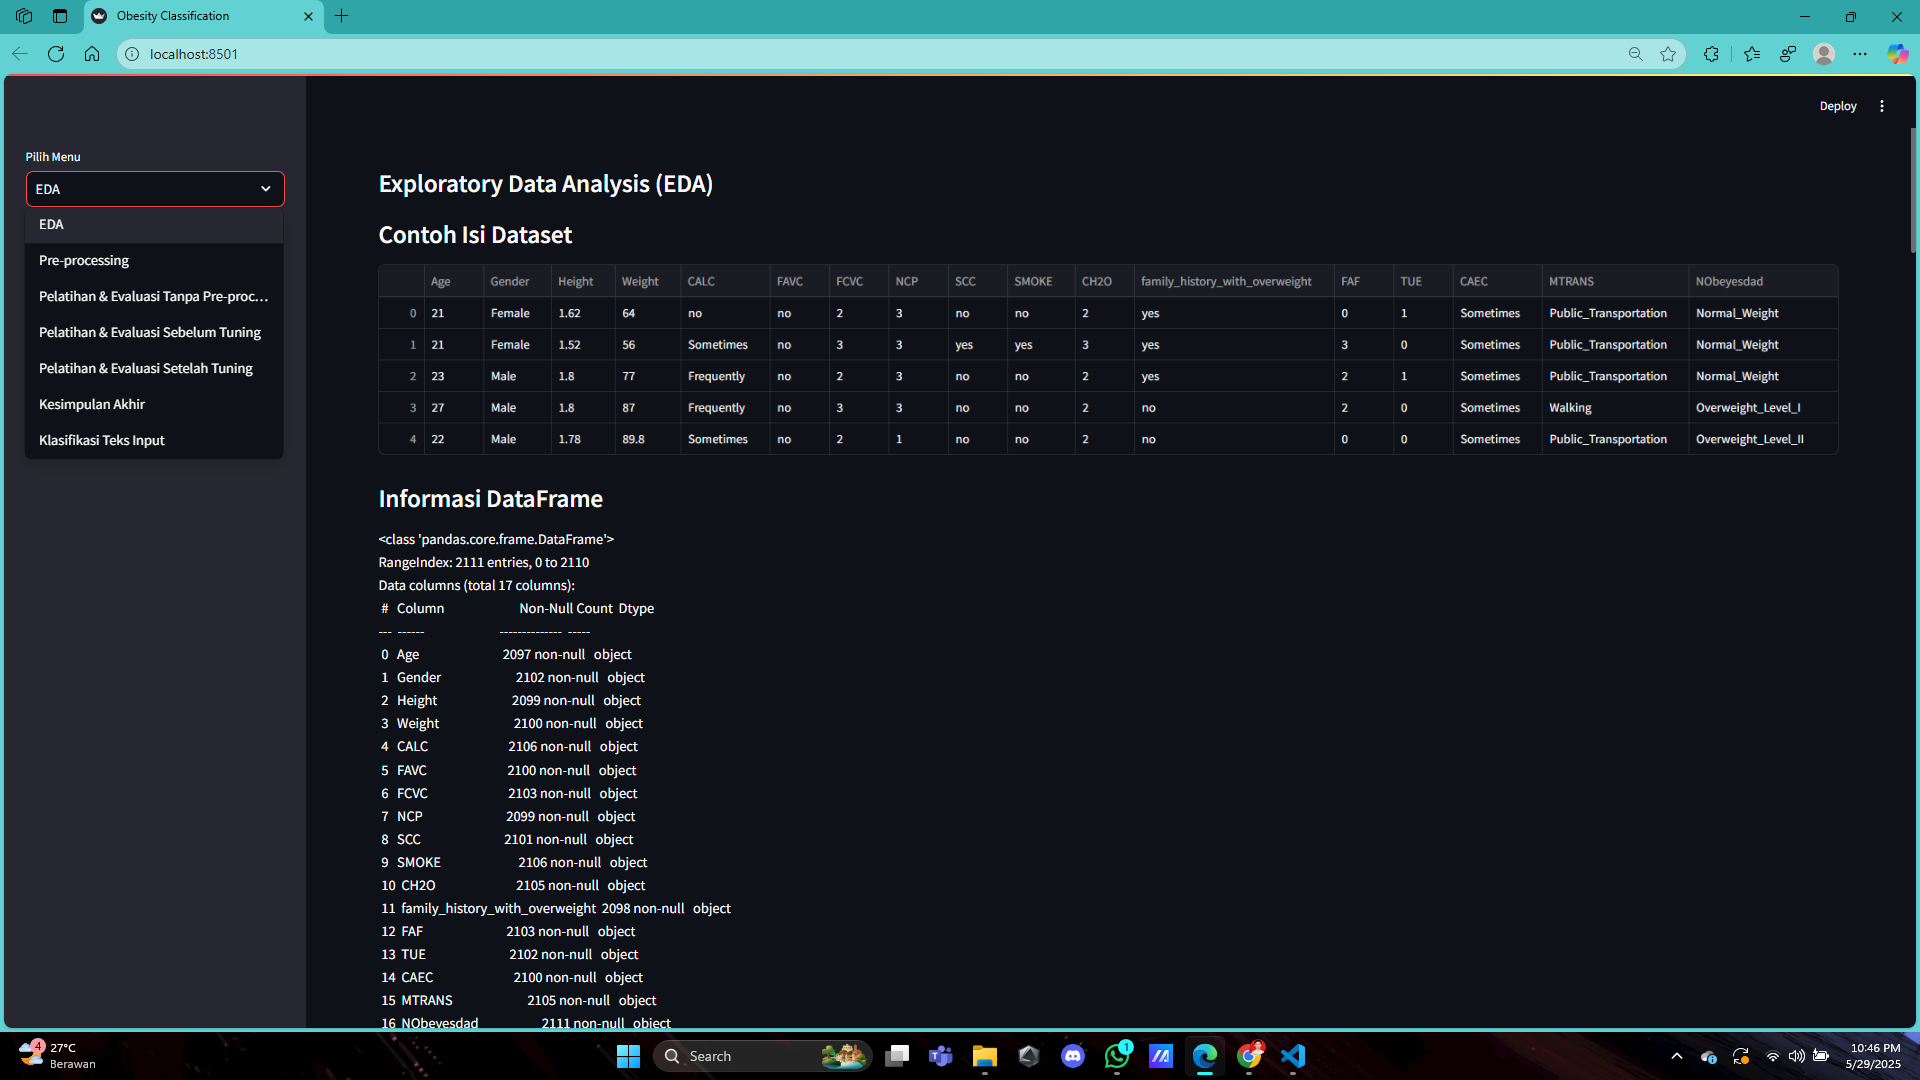 Obesity Classification
localhost:8501
Deploy
Pilih Menu
EDA
EDA
Pre-processing
Pelatihan & Evaluasi Tanpa Pre-proc...
Pelatihan & Evaluasi Sebelum Tuning
Pelatihan & Evaluasi Setelah Tuning
Kesimpulan Akhir
Klasifikasi Teks Input
Exploratory Data Analysis (EDA)
Contoh Isi Dataset
Age Gender Height Weight CALC FAVC FCVC NCP SCC SMOKE CH2O family_history_with_overweight FAF TUE CAEC MTRANS NObeyesdad
0 21 Female 1.62 64 no no 2 3 no no 2 yes 0 1 Sometimes Public_Transportation Normal_Weight
1 21 Female 1.52 56 Sometimes no 3 3 yes yes 3 yes 3 0 Sometimes Public_Transportation Normal_Weight
2 23 Male 1.8 77 Frequently no 2 3 no no 2 yes 2 1 Sometimes Public_Transportation Normal_Weight
3 27 Male 1.8 87 Frequently no 3 3 no no 2 no 2 0 Sometimes Walking Overweight_Level_I
4 22 Male 1.78 89.8 Sometimes no 2 1 no no 2 no 0 0 Sometimes Public_Transportation Overweight_Level_II
Informasi DataFrame
<class 'pandas.core.frame.DataFrame'>
RangeIndex: 2111 entries, 0 to 2110
Data columns (total 17 columns):
# Column Non-Null Count Dtype
--- ------ -------------- -----
0 Age 2097 non-null object
1 Gender 2102 non-null object
2 Height 2099 non-null object
3 Weight 2100 non-null object
4 CALC 2106 non-null object
5 FAVC 2100 non-null object
6 FCVC 2103 non-null object
7 NCP 2099 non-null object
8 SCC 2101 non-null object
9 SMOKE 2106 non-null object
10 CH2O 2105 non-null object
11 family_history_with_overweight 2098 non-null object
12 FAF 2103 non-null object
13 TUE 2102 non-null object
14 CAEC 2100 non-null object
15 MTRANS 2105 non-null object
16 NObeyesdad 2111 non-null object
4
27°C
Berawan
Search
1
10:46 PM
5/29/2025